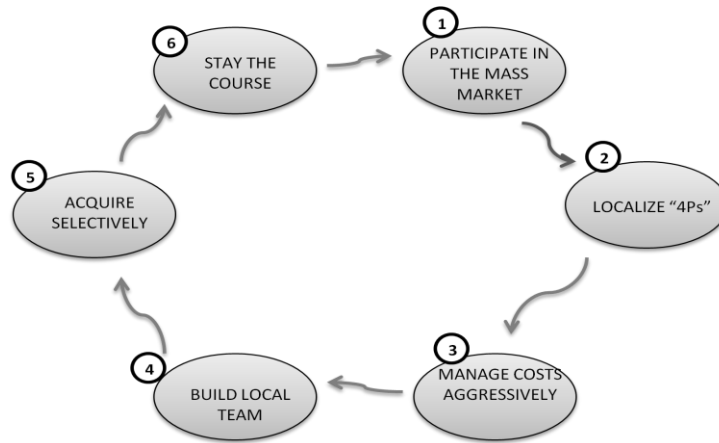 1
PARTICIPATE IN
THE MASS
MARKET
2
LOCALIZE “4Ps”
3
MANAGE COSTS
AGGRESSIVELY
4
BUILD LOCAL
TEAM
5
ACQUIRE
SELECTIVELY
6
STAY THE
COURSE